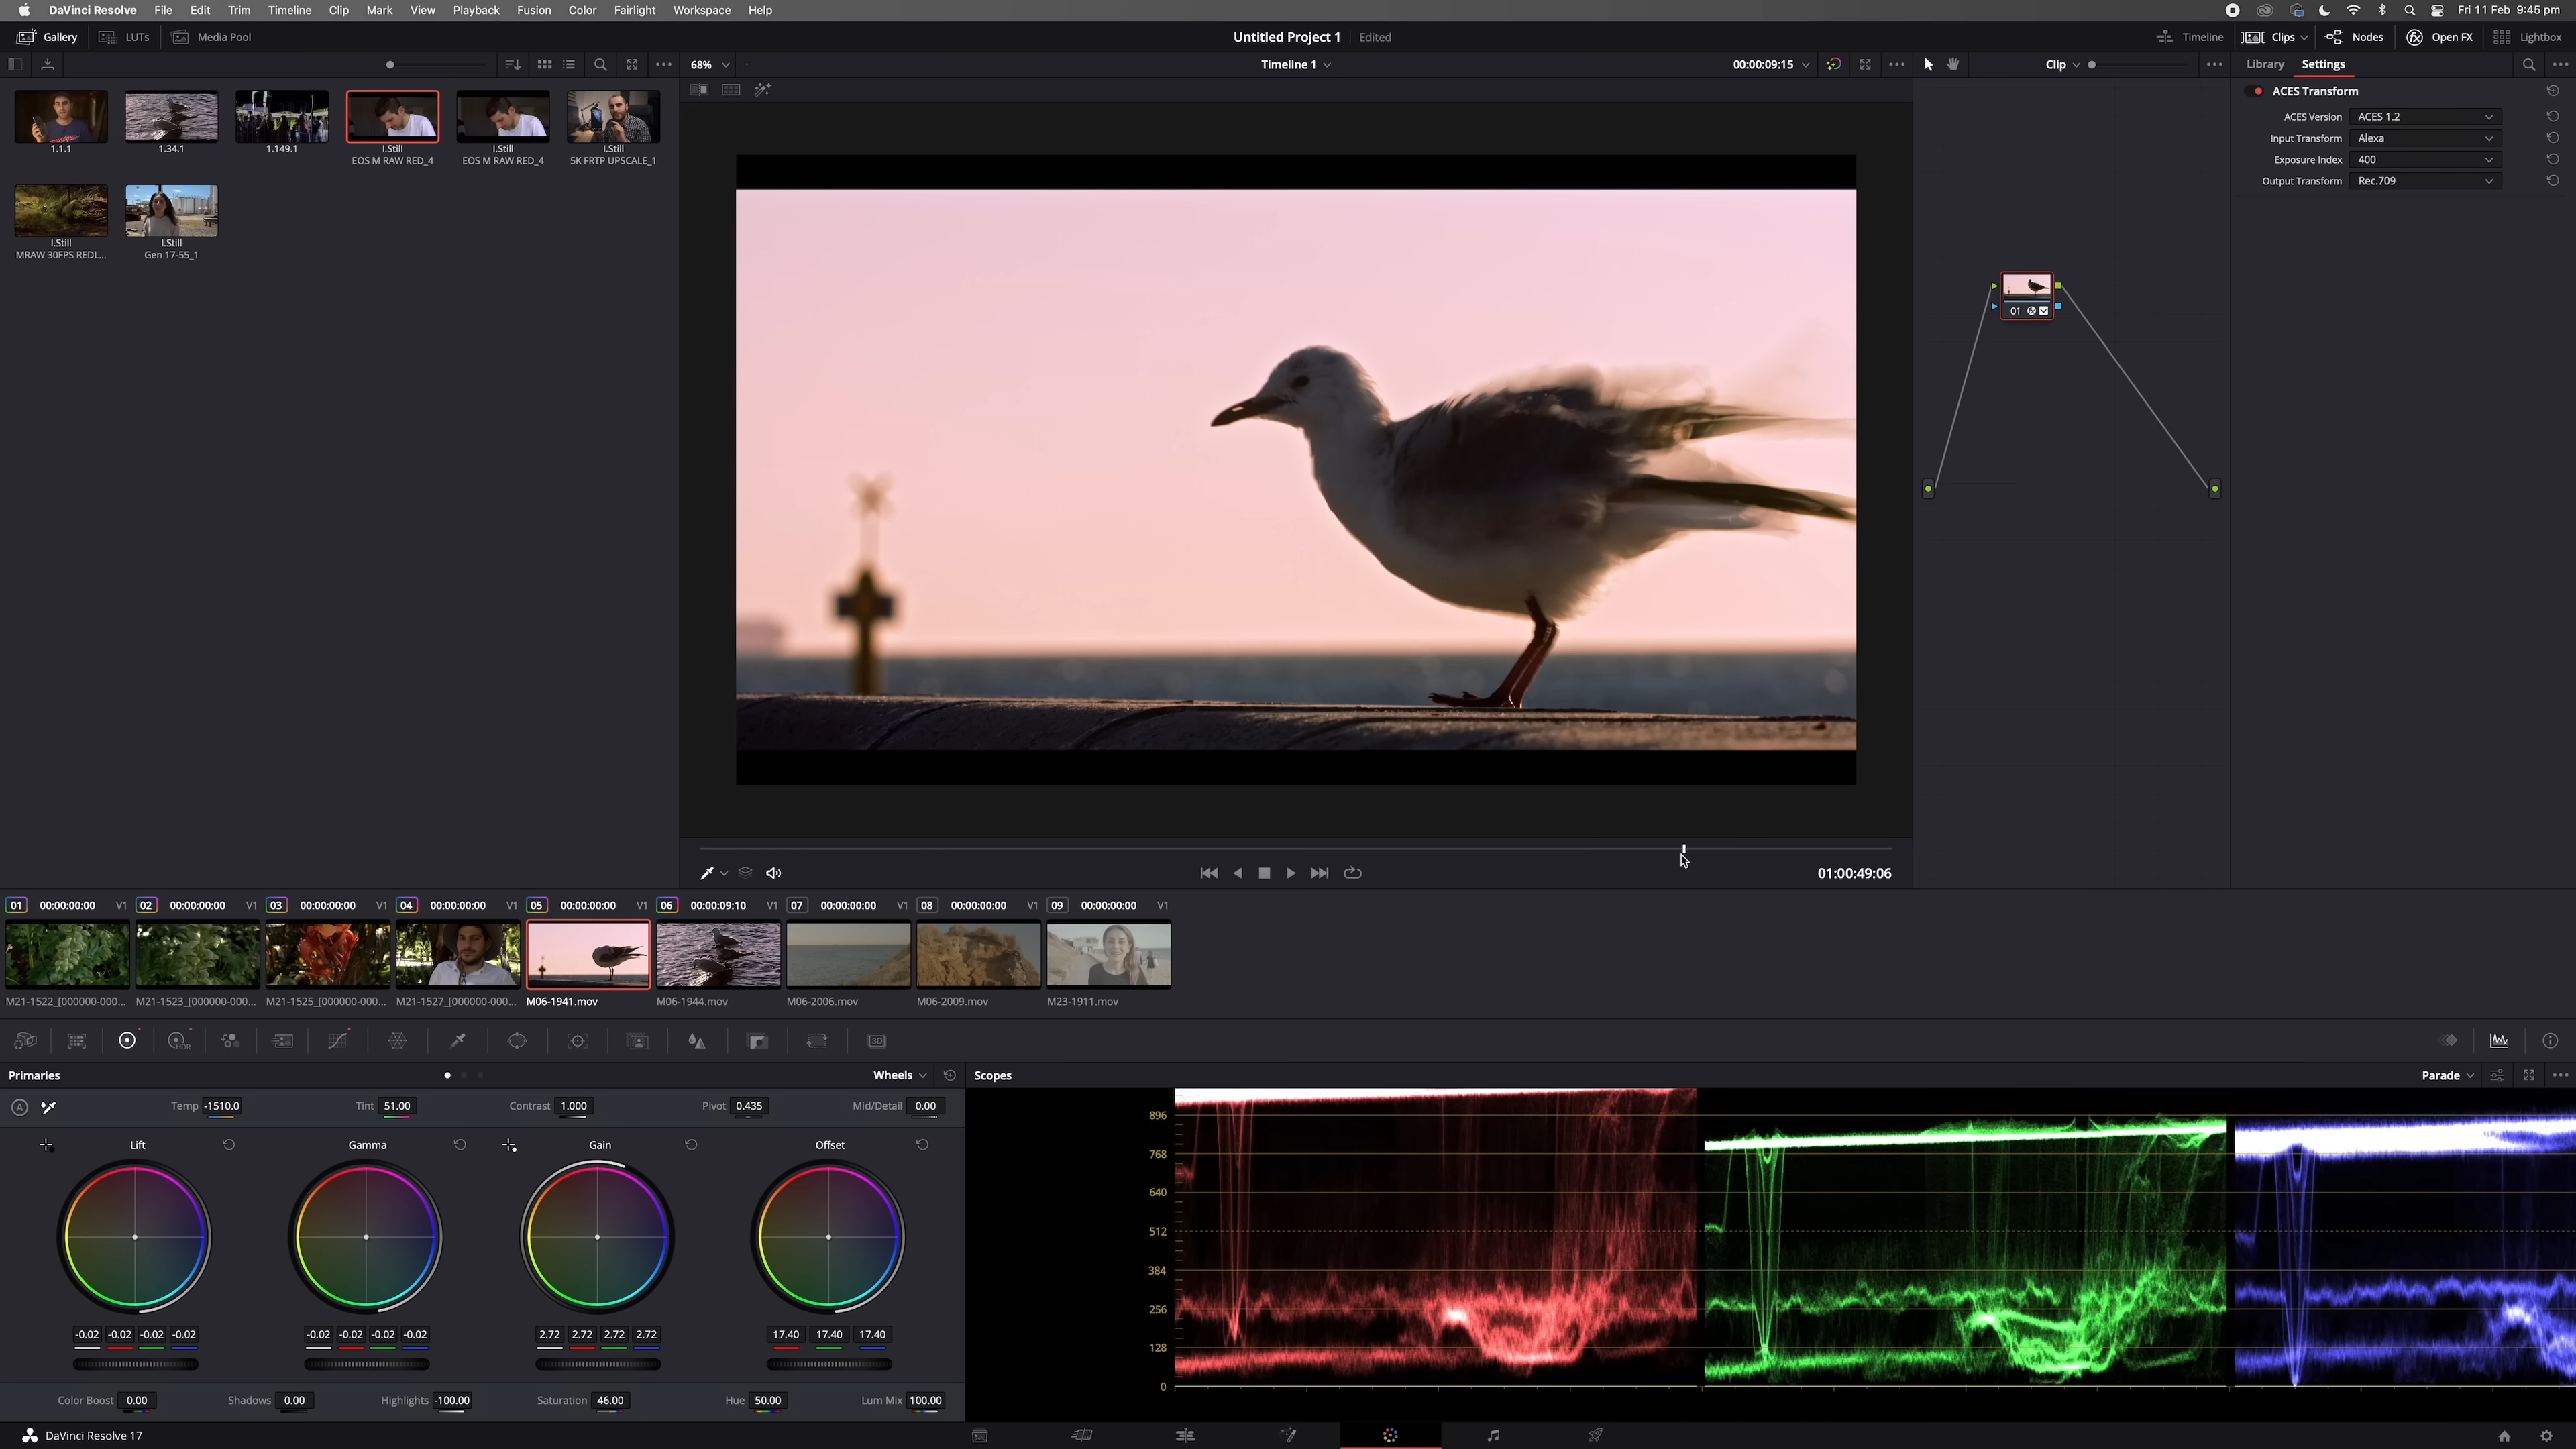 DaVinci Resolve File Edit Trim Timeline Clip Mark View Playback Fusion Color Fairlight Workspace Help Fri 11 Feb 9:45 pm
Gallery LUTs Media Pool Untitled Project 1 Edited Timeline Clips Nodes Open FX Lightbox
68% Timeline 1 00:00:09:15 Clip Library Settings
ACES Transform
ACES Version ACES 1.2
Input Transform Alexa
Exposure Index 400
Output Transform Rec.709
1.1.1 1.34.1 1.149.1 I.Still I.Still I.Still
EOS M RAW RED_4 EOS M RAW RED_4 5K FRTP UPSCALE_1
I.Still I.Still
MRAW 30FPS REDL... Gen 17-55_1
01
01:00:49:06
01 00:00:00:00 V1 02 00:00:00:00 V1 03 00:00:00:00 V1 04 00:00:00:00 V1 05 00:00:00:00 V1 06 00:00:09:10 V1 07 00:00:00:00 V1 08 00:00:00:00 V1 09 00:00:00:00 V1
M21-1522_[000000-000... M21-1523_[000000-000... M21-1525_[000000-000... M21-1527_[000000-000... M06-1941.mov M06-1944.mov M06-2006.mov M06-2009.mov M23-1911.mov
HDR 3D
Primaries Wheels Scopes Parade
A Temp -1510.0 Tint 51.00 Contrast 1.000 Pivot 0.435 Mid/Detail 0.00
Lift Gamma Gain Offset
-0.02 -0.02 -0.02 -0.02 -0.02 -0.02 -0.02 -0.02 2.72 2.72 2.72 2.72 17.40 17.40 17.40
Color Boost 0.00 Shadows 0.00 Highlights -100.00 Saturation 46.00 Hue 50.00 Lum Mix 100.00
896
768
640
512
384
256
128
0
DaVinci Resolve 17